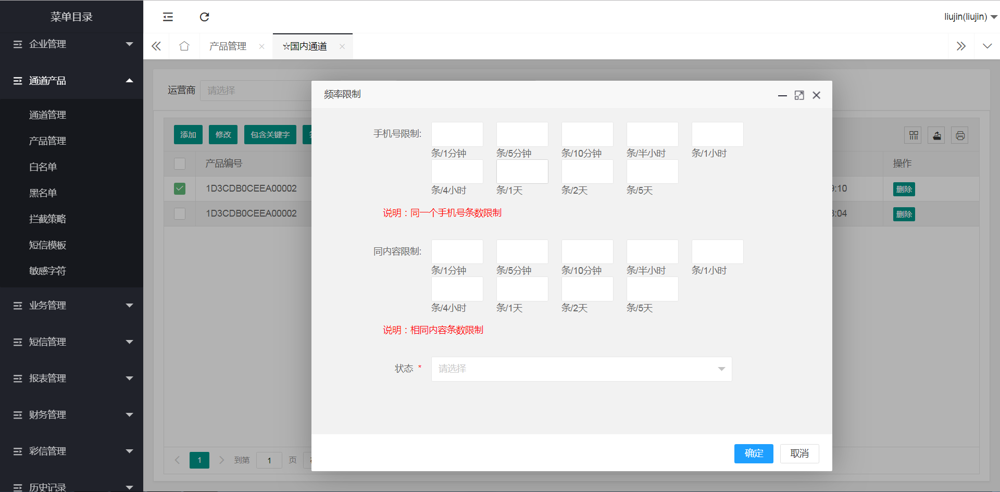 菜单目录
企业管理
通道产品
通道管理
产品管理
白名单
黑名单
拦截策略
短信模板
敏感字符
业务管理
短信管理
报表管理
财务管理
彩信管理
历史记录
liujin(liujin)
产品管理
☆国内通道
运营商 请选择
添加 修改 包含关键字
产品编号 操作
1D3CDB0CEEA00002 :10 删除
1D3CDB0CEEA00002 :04 删除
1 到第 1 页
频率限制
手机号限制:
条/1分钟 条/5分钟 条/10分钟 条/半小时 条/1小时
条/4小时 条/1天 条/2天 条/5天
说明：同一个手机号条数限制
同内容限制:
条/1分钟 条/5分钟 条/10分钟 条/半小时 条/1小时
条/4小时 条/1天 条/2天 条/5天
说明：相同内容条数限制
状态 * 请选择
确定 取消